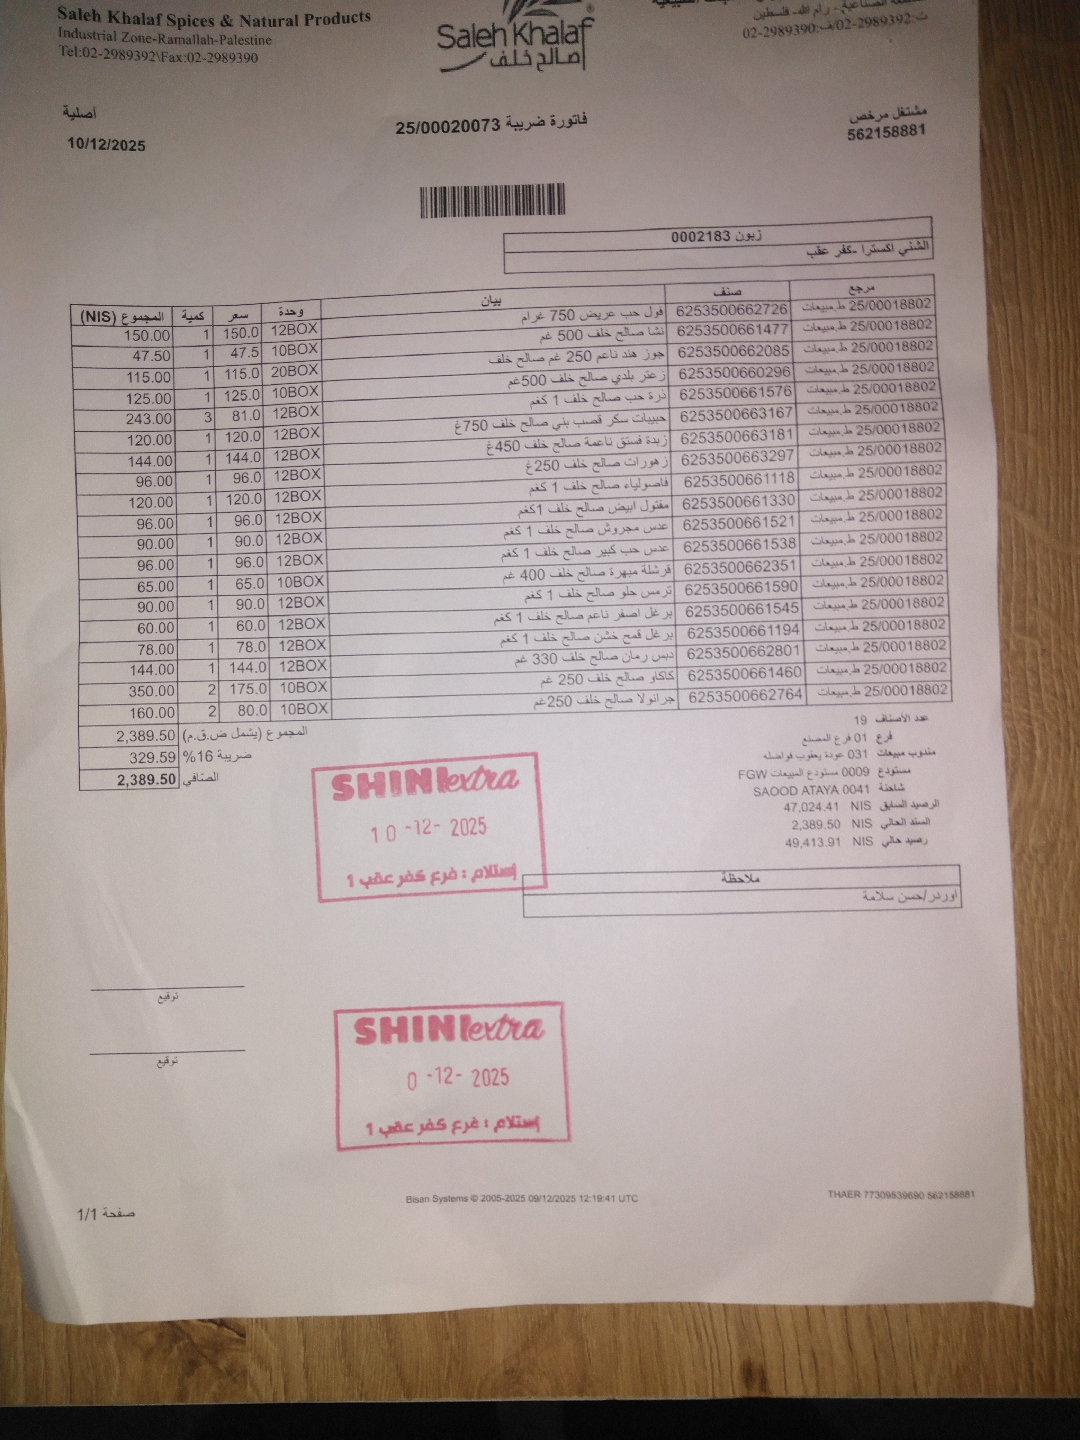 Saleh Khalaf Spices & Natural Products
Industrial Zone-Ramallah-Palestine
Tel:02-2989392\Fax:02-2989390
Saleh Khalaf
صالح خلف
رام الله- فلسطين
ت:02-2989392/ف:02-2989390
أصلية
10/12/2025
فاتورة ضريبة 25/00020073
مشتغل مرخص
562158881
زبون 0002183
الشني اكسترا -كفر عقب
مرجع صنف بيان وحدة سعر كمية المجموع (NIS)
25/00018802 ط.مبيعات 6253500662726 فول حب عريض 750 غرام 12BOX 150.0 1 150.00
25/00018802 ط.مبيعات 6253500661477 نشا صالح خلف 500 غم 10BOX 47.5 1 47.50
25/00018802 ط.مبيعات 6253500662085 جوز هند ناعم 250 غم صالح خلف 20BOX 115.0 1 115.00
25/00018802 ط.مبيعات 6253500660296 زعتر بلدي صالح خلف 500غم 10BOX 125.0 1 125.00
25/00018802 ط.مبيعات 6253500661576 ذرة حب صالح خلف 1 كغم 12BOX 81.0 3 243.00
25/00018802 ط.مبيعات 6253500663167 حبيبات سكر قصب بني صالح خلف 750غ 12BOX 120.0 1 120.00
25/00018802 ط.مبيعات 6253500663181 زبدة فستق ناعمة صالح خلف 450غ 12BOX 144.0 1 144.00
25/00018802 ط.مبيعات 6253500663297 زهورات صالح خلف 250غ 12BOX 96.0 1 96.00
25/00018802 ط.مبيعات 6253500661118 فاصولياء صالح خلف 1 كغم 12BOX 120.0 1 120.00
25/00018802 ط.مبيعات 6253500661330 مفتول ابيض صالح خلف 1كغم 12BOX 96.0 1 96.00
25/00018802 ط.مبيعات 6253500661521 عدس مجروش صالح خلف 1 كغم 12BOX 90.0 1 90.00
25/00018802 ط.مبيعات 6253500661538 عدس حب كبير صالح خلف 1 كغم 12BOX 96.0 1 96.00
25/00018802 ط.مبيعات 6253500662351 قرشلة مبهرة صالح خلف 400 غم 10BOX 65.0 1 65.00
25/00018802 ط.مبيعات 6253500661590 ترمس حلو صالح خلف 1 كغم 12BOX 90.0 1 90.00
25/00018802 ط.مبيعات 6253500661545 برغل اصفر ناعم صالح خلف 1 كغم 12BOX 60.0 1 60.00
25/00018802 ط.مبيعات 6253500661194 برغل قمح خشن صالح خلف 1 كغم 12BOX 78.0 1 78.00
25/00018802 ط.مبيعات 6253500662801 دبس رمان صالح خلف 330 غم 12BOX 144.0 1 144.00
25/00018802 ط.مبيعات 6253500661460 كاكاو صالح خلف 250 غم 10BOX 175.0 2 350.00
25/00018802 ط.مبيعات 6253500662764 جرانولا صالح خلف 250غم 10BOX 80.0 2 160.00
المجموع (يشمل ض.ق.م) 2,389.50
ضريبة 16% 329.59
الصافي 2,389.50
عدد الأصناف 19
فرع 01 فرع المصنع
مندوب مبيعات 031 عودة يعقوب فواضله
مستودع 0009 مستودع المبيعات FGW
شاحنة 0041 SAOOD ATAYA
الرصيد السابق NIS 47,024.41
السند الحالي NIS 2,389.50
رصيد حالي NIS 49,413.91
SHINI extra
10-12-2025
إستلام : فرع كفر عقب 1
ملاحظة
اوردر/حسن سلامة
توقيع
توقيع
SHINI extra
0-12-2025
إستلام : فرع كفر عقب 1
Bisan Systems © 2005-2025 09/12/2025 12:19:41 UTC
THAER 77309539690 562158881
صفحة 1/1